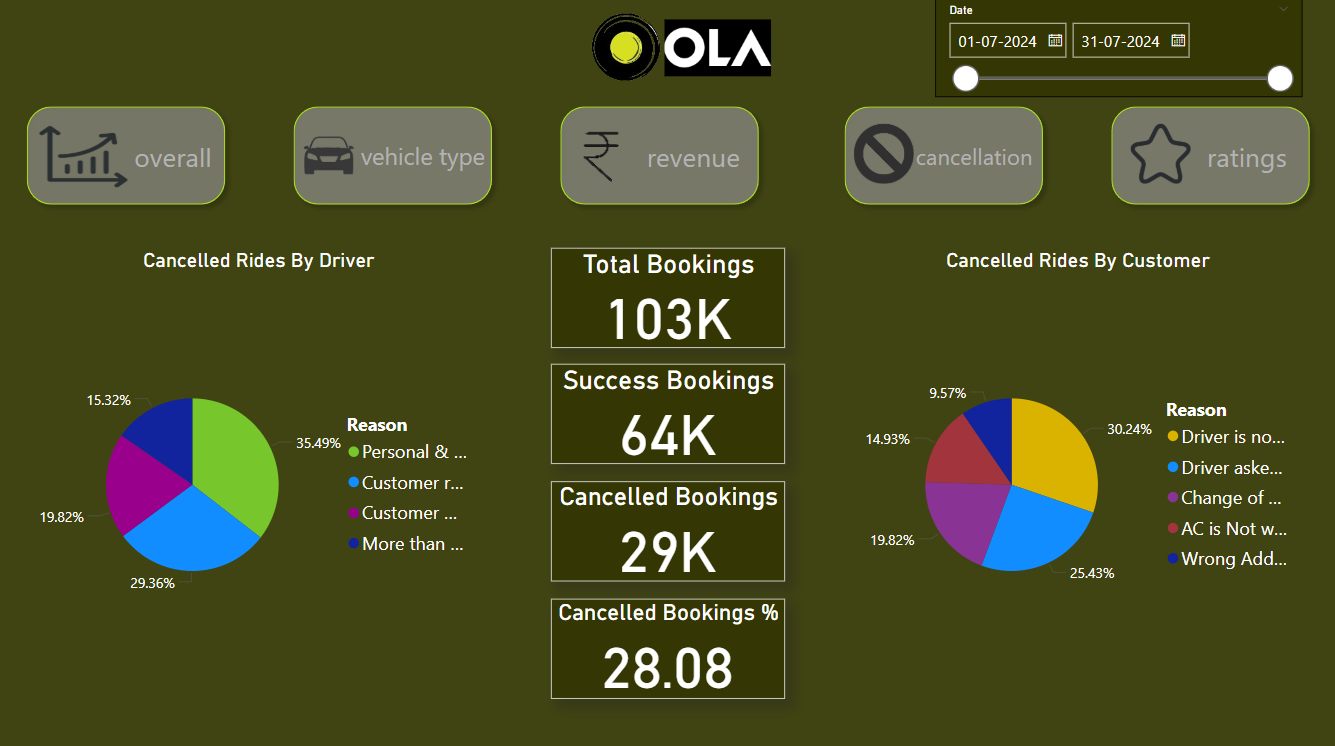 OLA
Date
01-07-2024
31-07-2024
overall
vehicle type
revenue
cancellation
ratings
Cancelled Rides By Driver
15.32%
35.49%
19.82%
29.36%
Reason
Personal & ...
Customer r...
Customer ...
More than ...
Total Bookings
103K
Success Bookings
64K
Cancelled Bookings
29K
Cancelled Bookings %
28.08
Cancelled Rides By Customer
9.57%
30.24%
14.93%
19.82%
25.43%
Reason
Driver is no...
Driver aske...
Change of ...
AC is Not w...
Wrong Add...